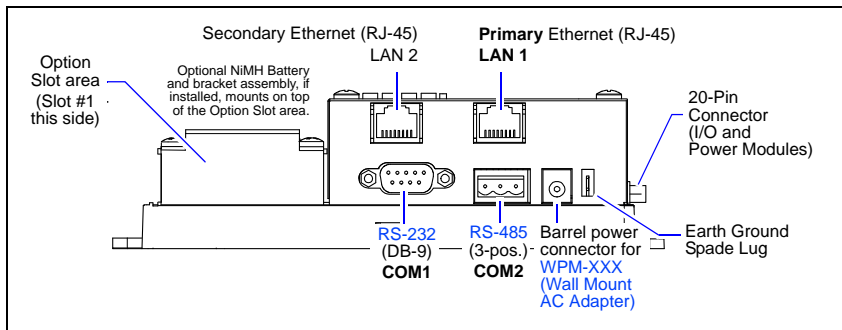 Secondary Ethernet (RJ-45)
LAN 2
Primary Ethernet (RJ-45)
LAN 1
Option
Slot area
(Slot #1
this side)
Optional NiMH Battery
and bracket assembly, if
installed, mounts on top
of the Option Slot area.
20-Pin
Connector
(I/O and
Power Modules)
RS-232
(DB-9)
COM1
RS-485
(3-pos.)
COM2
Barrel power
connector for
WPM-XXX
(Wall Mount
AC Adapter)
Earth Ground
Spade Lug